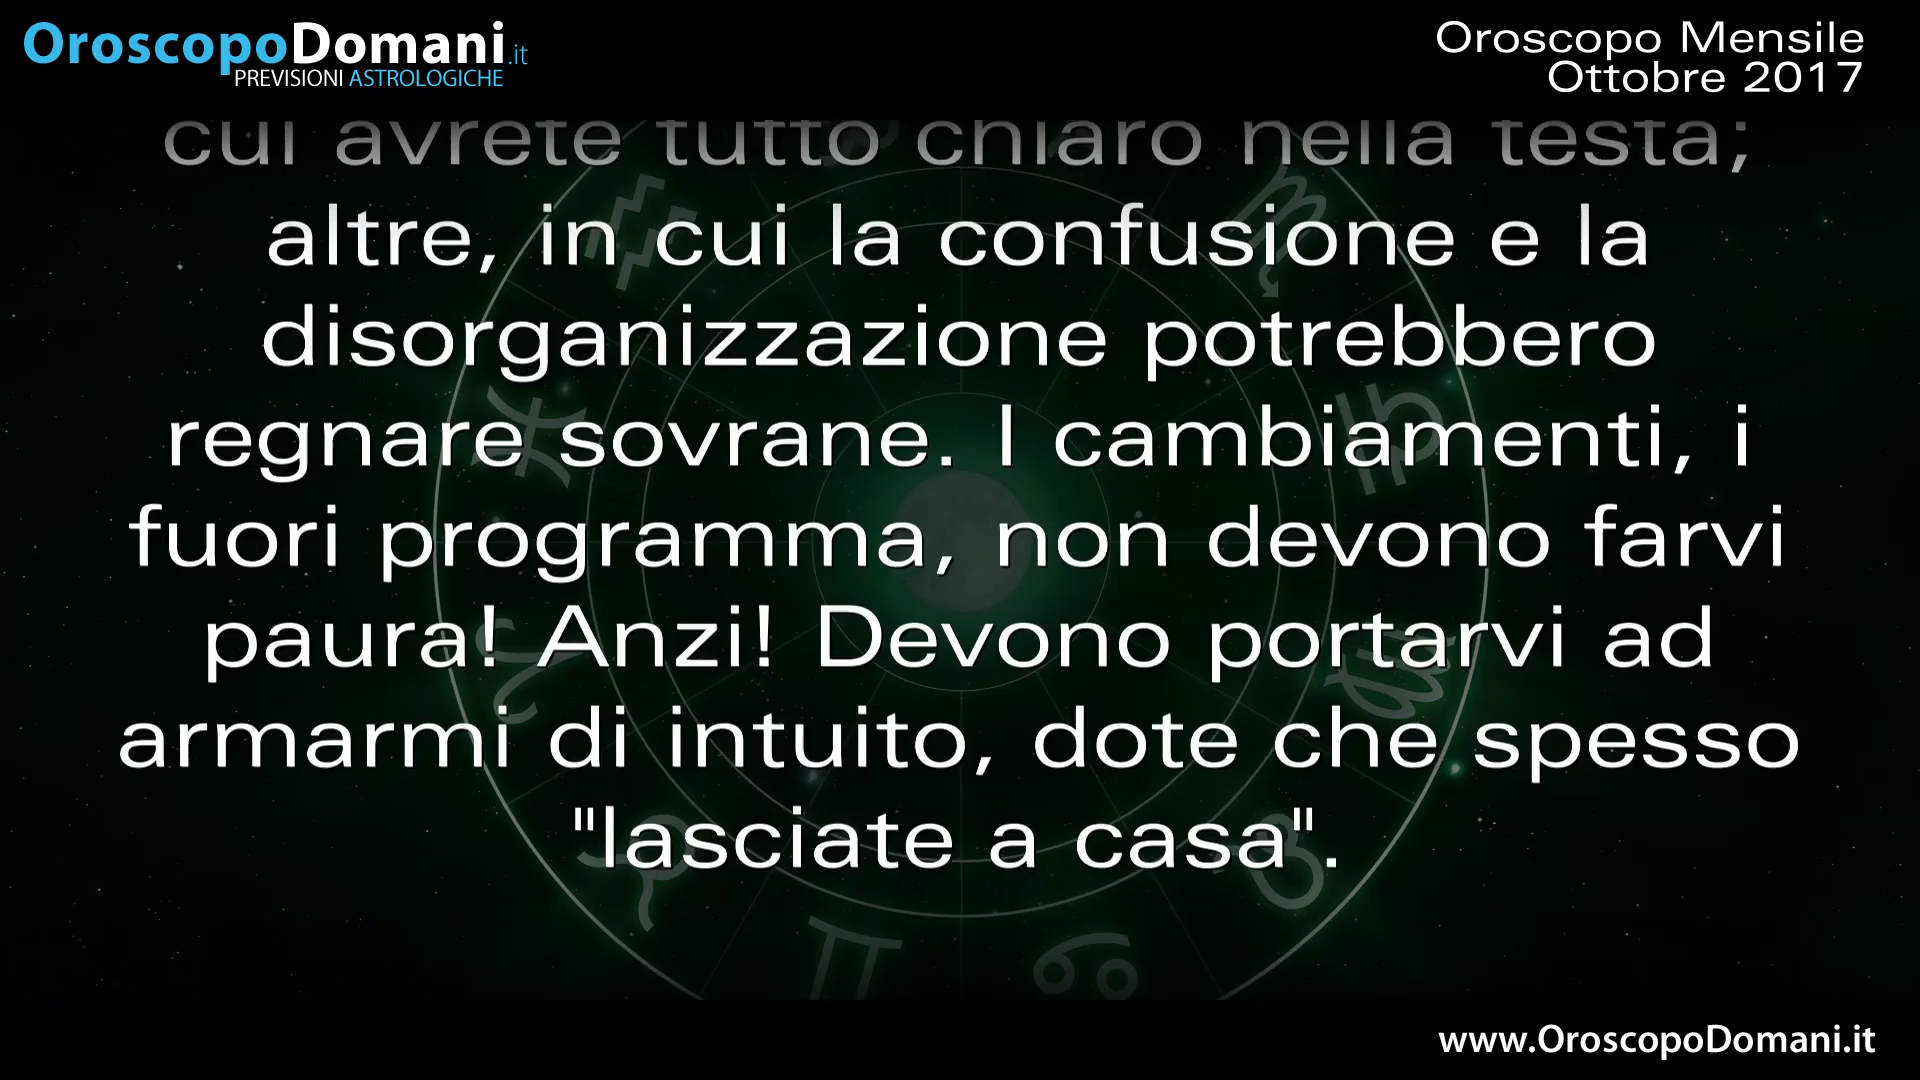 OroscopoDomani.it
PREVISIONI ASTROLOGICHE
Oroscopo Mensile
Ottobre 2017
cui avrete tutto chiaro nella testa;
altre, in cui la confusione e la
disorganizzazione potrebbero
regnare sovrane. I cambiamenti, i
fuori programma, non devono farvi
paura! Anzi! Devono portarvi ad
armarmi di intuito, dote che spesso
"lasciate a casa".
www.OroscopoDomani.it